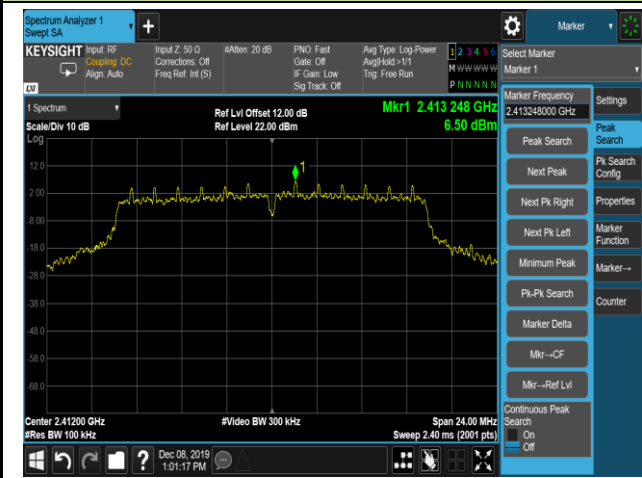 Spectrum Analyzer 1
Swept SA
+
Marker
KEYSIGHT
Input: RF
Coupling: DC
Align: Auto
Input Z: 50 Ω
Corrections: Off
Freq Ref: Int (S)
#Atten: 20 dB
PNO: Fast
Gate: Off
IF Gain: Low
Sig Track: Off
Avg Type: Log-Power
Avg|Hold:>1/1
Trig: Free Run
1 2 3 4 5 6
M W W W W W
P N N N N N
LXI
Select Marker
Marker 1
1 Spectrum
Scale/Div 10 dB
Log
Ref Lvl Offset 12.00 dB
Ref Level 22.00 dBm
Mkr1 2.413 248 GHz
6.50 dBm
1
12.0
2.00
-8.00
-18.0
-28.0
-38.0
-48.0
-58.0
-68.0
Center 2.41200 GHz
#Res BW 100 kHz
#Video BW 300 kHz
Span 24.00 MHz
Sweep 2.40 ms (2001 pts)
Marker Frequency
2.413248000 GHz
Peak Search
Next Peak
Next Pk Right
Next Pk Left
Minimum Peak
Pk-Pk Search
Marker Delta
Mkr→CF
Mkr→Ref Lvl
Continuous Peak
Search
On
Off
Settings
Peak
Search
Pk Search
Config
Properties
Marker
Function
Marker→
Counter
?
Dec 08, 2019
1:01:17 PM